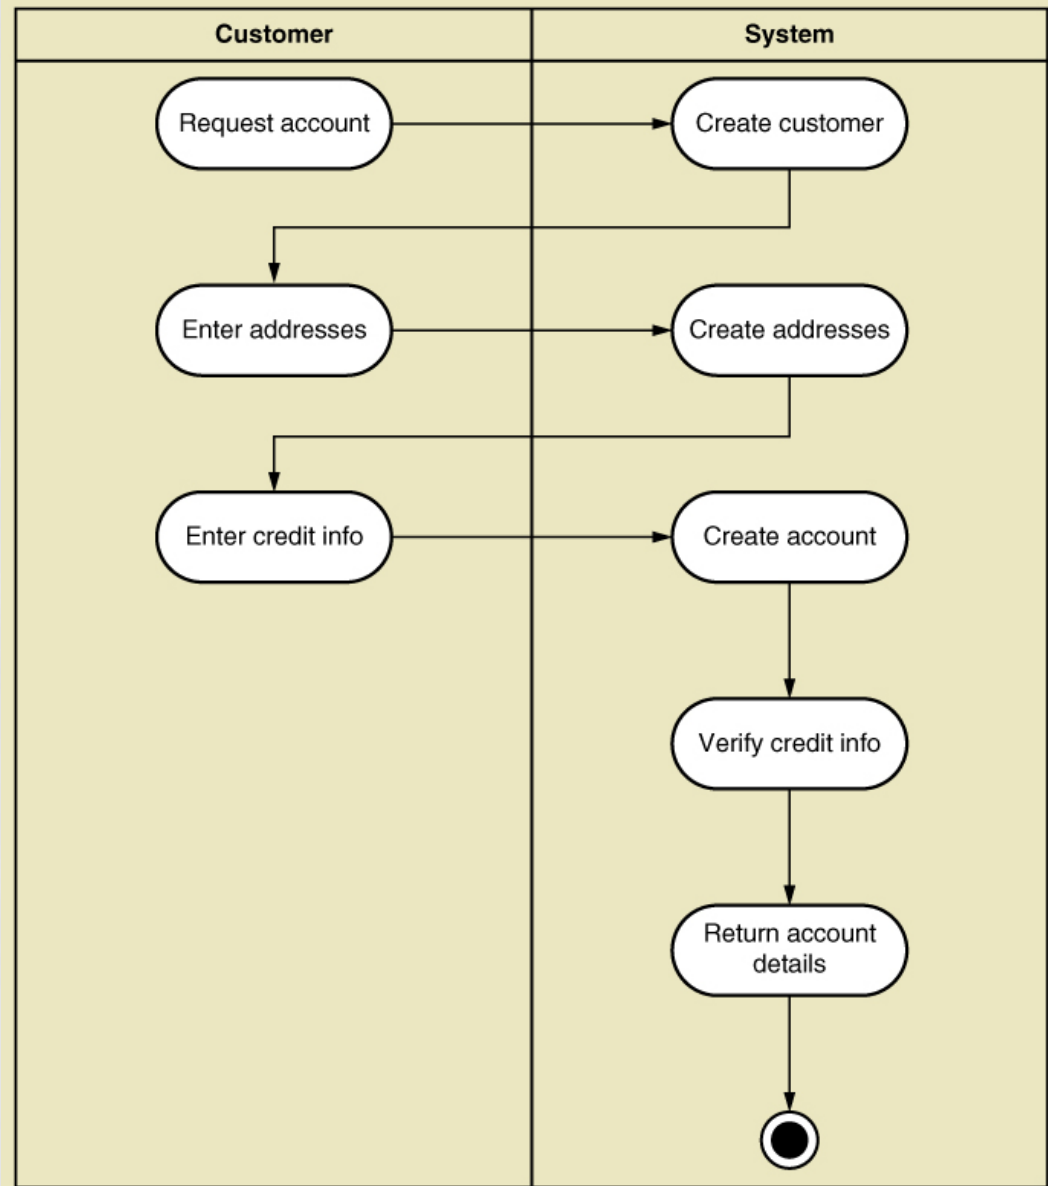 Customer
System
Request account
Create customer
Enter addresses
Create addresses
Enter credit info
Create account
Verify credit info
Return account
details